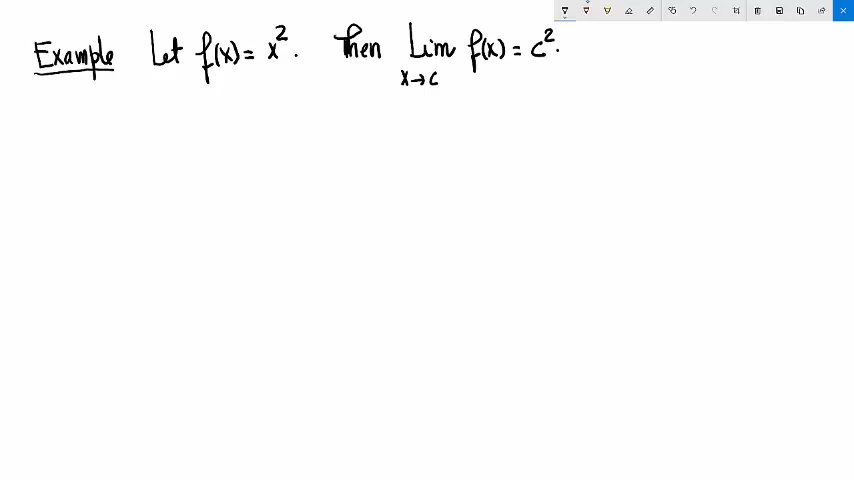 Example Let f(x) = x². Then Lim f(x) = c².
x→c